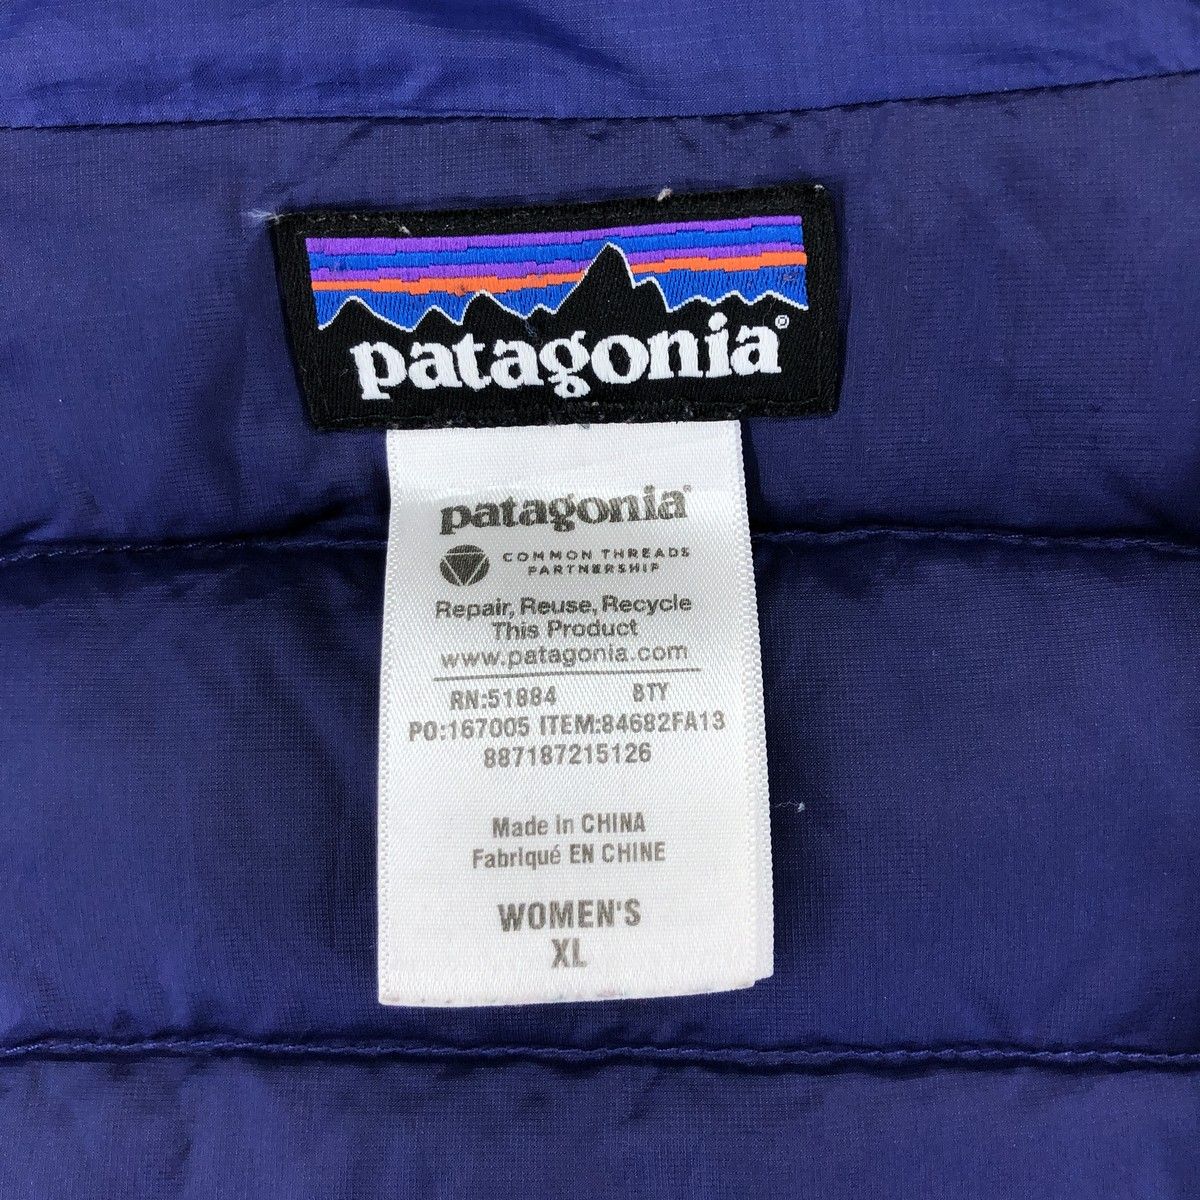 patagonia®
patagonia®
COMMON THREADS
PARTNERSHIP
Repair, Reuse, Recycle
This Product
www.patagonia.com
RN:51884 BTY
PO:167005 ITEM:84682FA13
887187215126
Made in CHINA
Fabriqué EN CHINE
WOMEN'S
XL